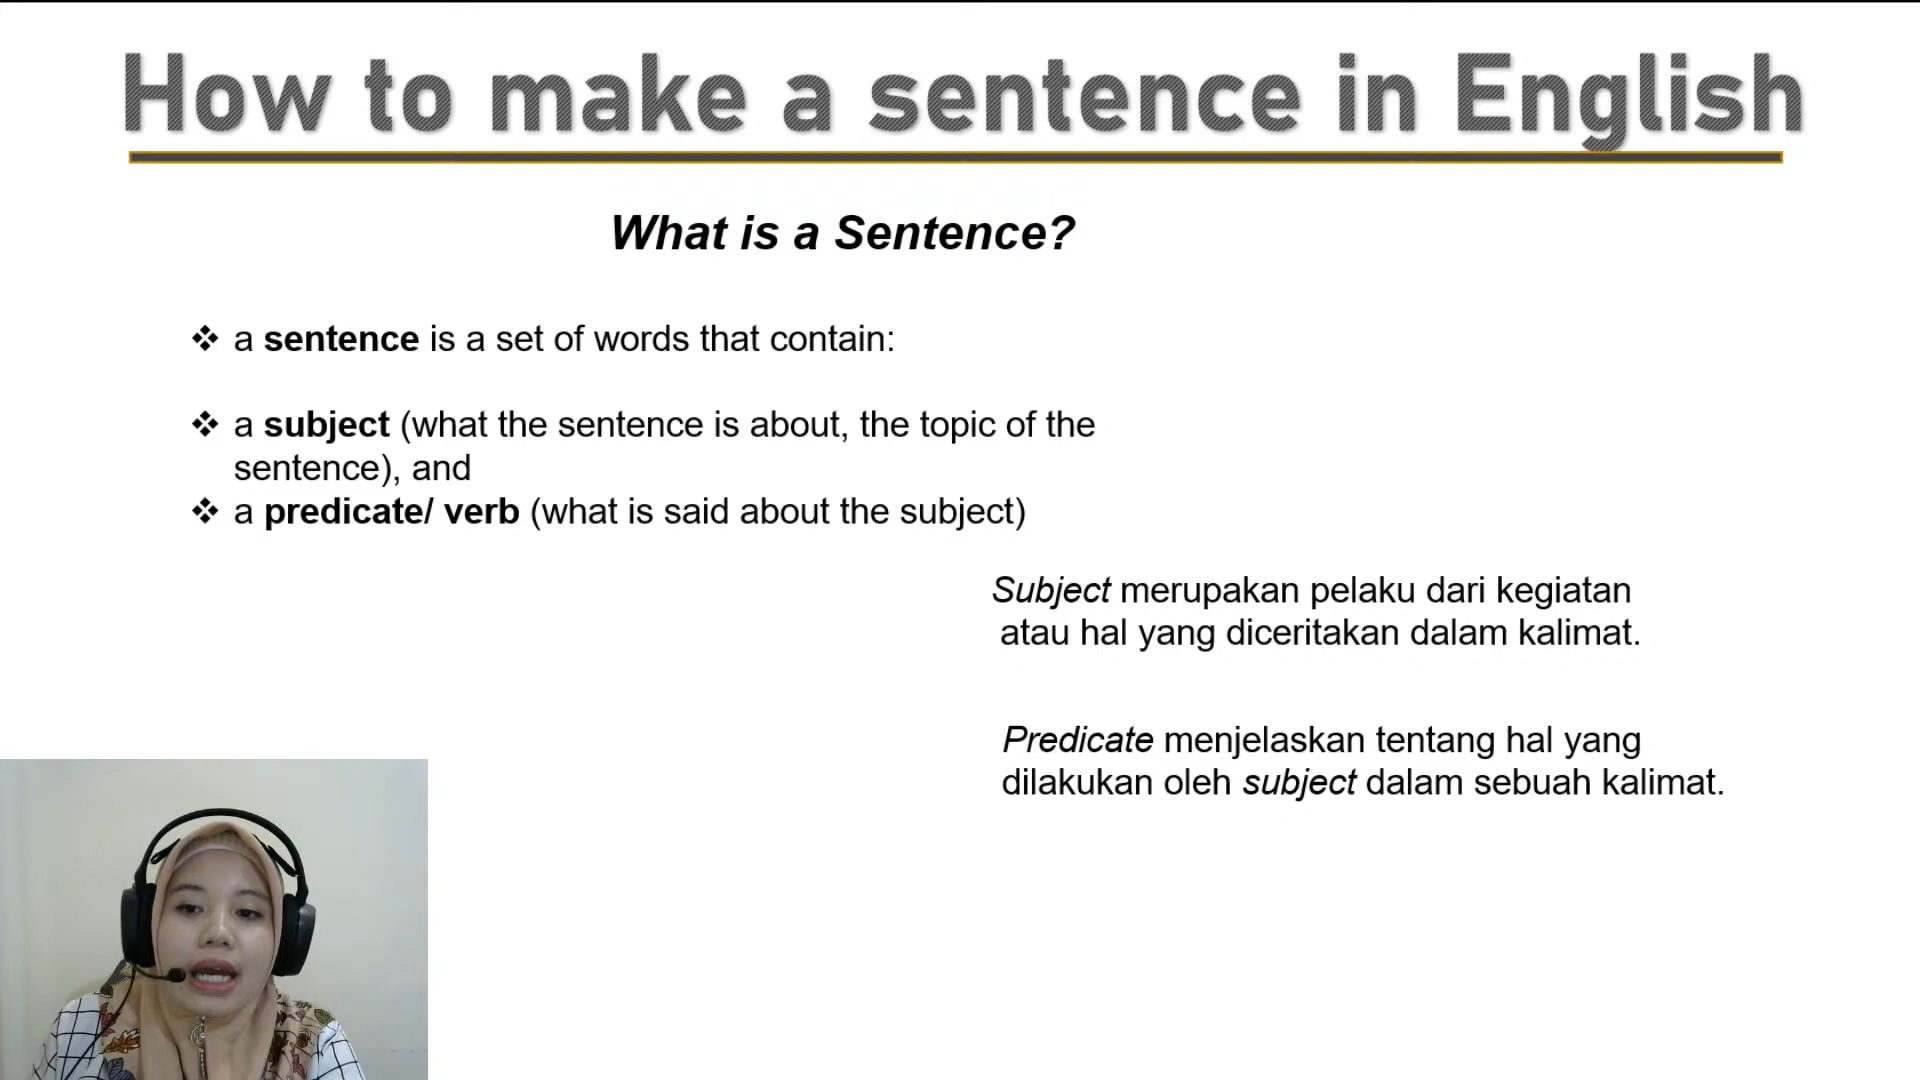 How to make a sentence in English
What is a Sentence?
❖ a sentence is a set of words that contain:
❖ a subject (what the sentence is about, the topic of the
sentence), and
❖ a predicate/ verb (what is said about the subject)
Subject merupakan pelaku dari kegiatan
atau hal yang diceritakan dalam kalimat.
Predicate menjelaskan tentang hal yang
dilakukan oleh subject dalam sebuah kalimat.